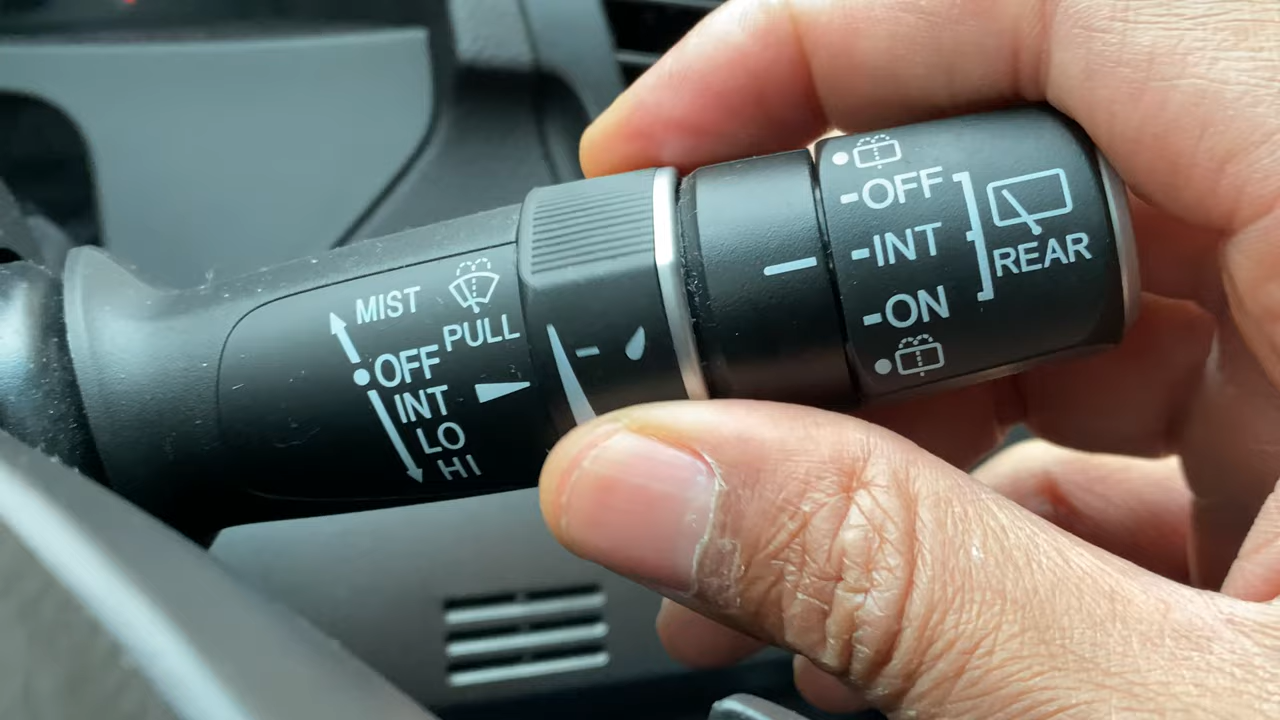 MIST
PULL
OFF
INT
LO
HI
-OFF
-INT
-ON
REAR